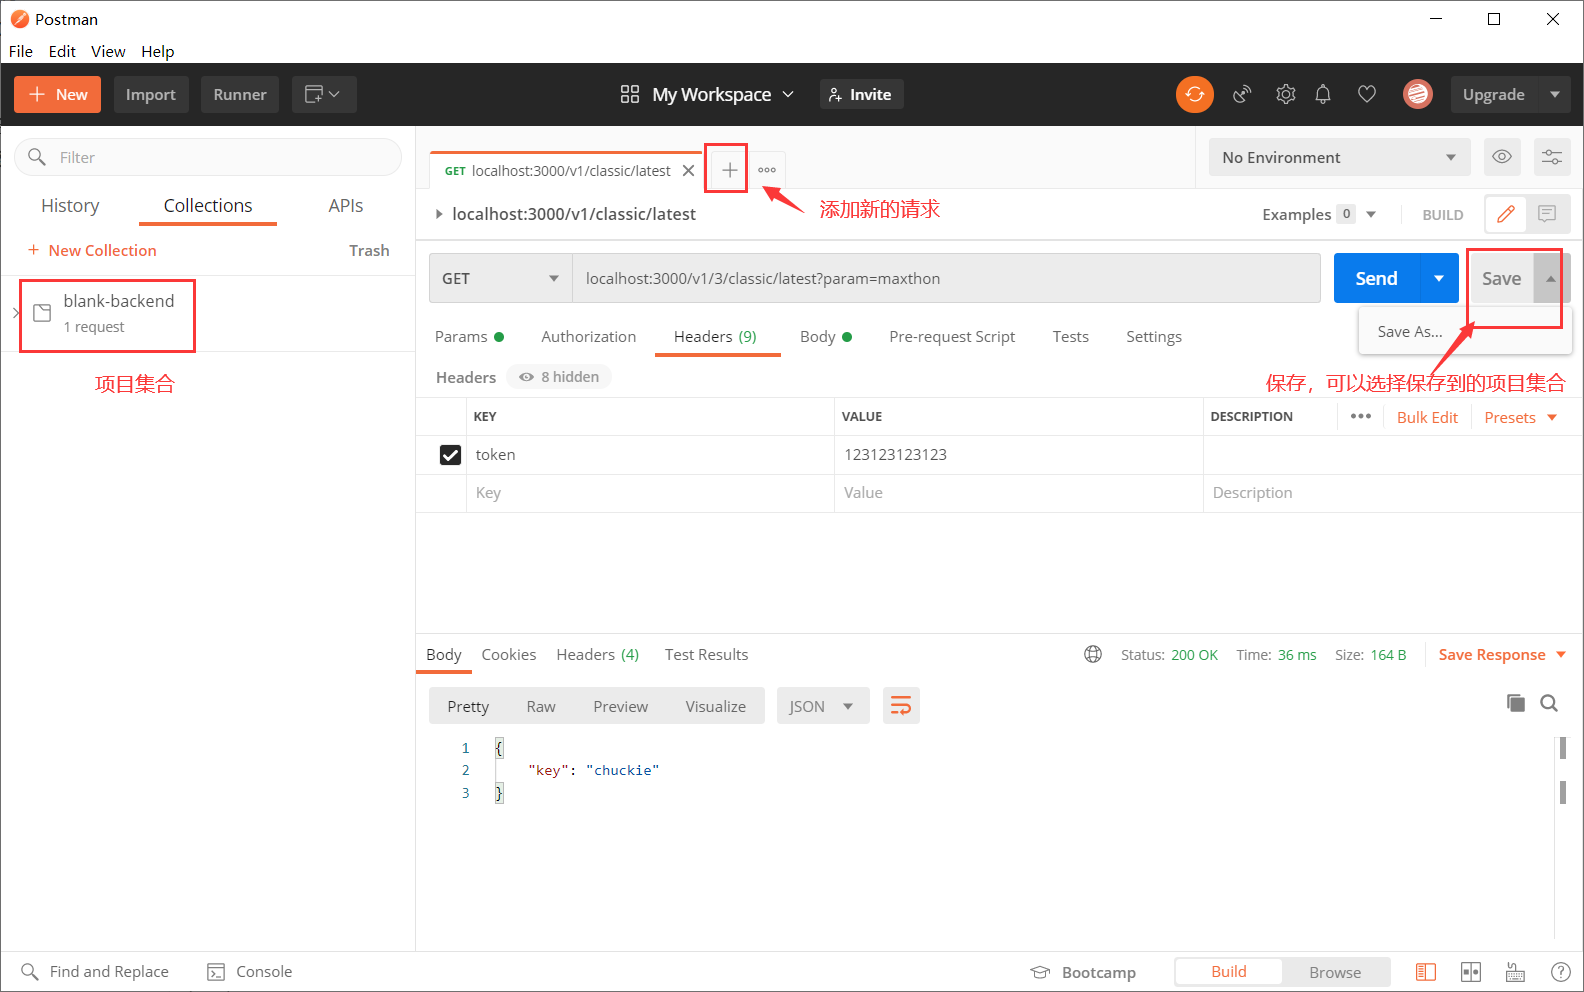 Postman
File Edit View Help
New Import Runner My Workspace Invite Upgrade
Filter
History Collections APIs
+ New Collection Trash
blank-backend
1 request
项目集合
GET localhost:3000/v1/classic/latest
No Environment
添加新的请求
localhost:3000/v1/classic/latest
Examples 0 BUILD
GET localhost:3000/v1/3/classic/latest?param=maxthon Send Save
Save As...
Params Authorization Headers (9) Body Pre-request Script Tests Settings
保存，可以选择保存到的项目集合
Headers 8 hidden
KEY VALUE DESCRIPTION ••• Bulk Edit Presets
token 123123123123
Key Value Description
Body Cookies Headers (4) Test Results Status: 200 OK Time: 36 ms Size: 164 B Save Response
Pretty Raw Preview Visualize JSON
1 {
2 "key": "chuckie"
3 }
Find and Replace Console Bootcamp Build Browse